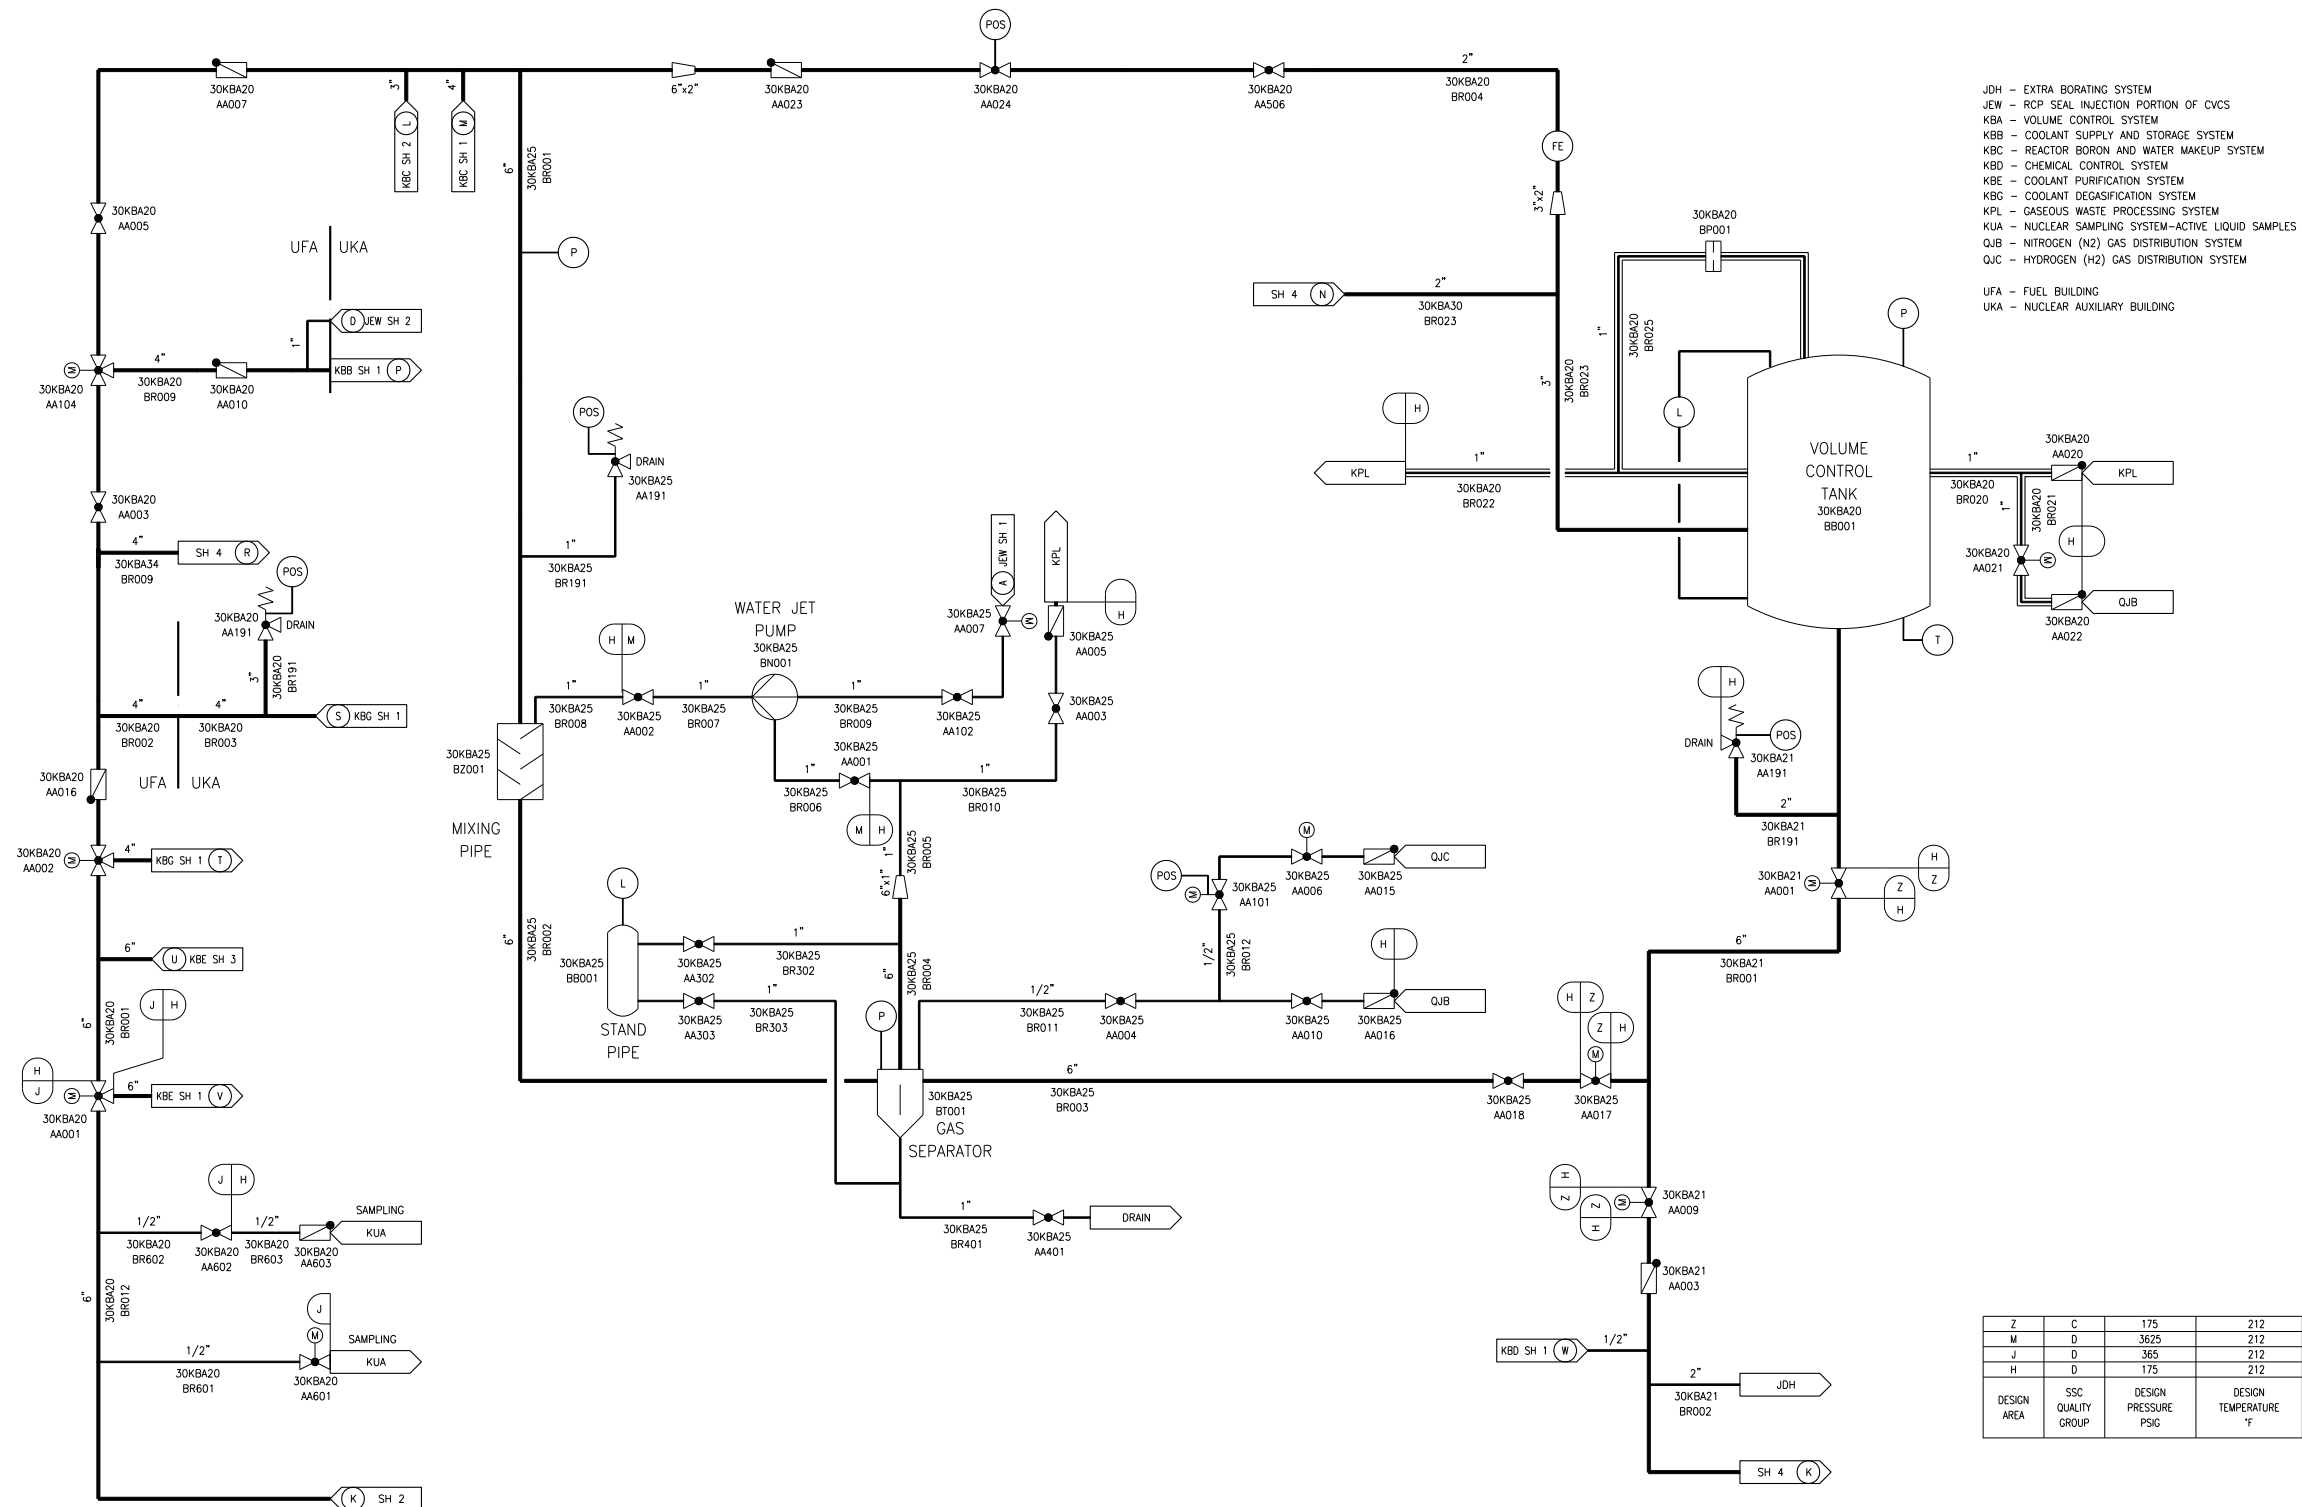 POS
6"x2"
30KBA20
AA007
3"
KBC SH 2 L
4"
KBC SH 1 M
6"
30KBA25
BR001
30KBA20
AA023
30KBA20
AA024
30KBA20
AA506
2"
30KBA20
BR004
FE
3"x2"
JDH – EXTRA BORATING SYSTEM
JEW – RCP SEAL INJECTION PORTION OF CVCS
KBA – VOLUME CONTROL SYSTEM
KBB – COOLANT SUPPLY AND STORAGE SYSTEM
KBC – REACTOR BORON AND WATER MAKEUP SYSTEM
KBD – CHEMICAL CONTROL SYSTEM
KBE – COOLANT PURIFICATION SYSTEM
KBG – COOLANT DEGASIFICATION SYSTEM
KPL – GASEOUS WASTE PROCESSING SYSTEM
KUA – NUCLEAR SAMPLING SYSTEM–ACTIVE LIQUID SAMPLES
QJB – NITROGEN (N2) GAS DISTRIBUTION SYSTEM
QJC – HYDROGEN (H2) GAS DISTRIBUTION SYSTEM
UFA – FUEL BUILDING
UKA – NUCLEAR AUXILIARY BUILDING
30KBA20
AA005
UFA UKA
D JEW SH 2
1"
KBB SH 1 P
M
30KBA20
AA104
4"
30KBA20
BR009
30KBA20
AA010
P
SH 4 N
2"
30KBA30
BR023
30KBA20
BP001
1"
30KBA20
BR025
3"
30KBA20
BR023
L
P
H
KPL
1"
30KBA20
BR022
VOLUME
CONTROL
TANK
30KBA20
BB001
1"
30KBA20
BR020
30KBA20
AA020
KPL
1"
30KBA20
BR021
H
30KBA20
AA021
M
QJB
30KBA20
AA022
T
30KBA20
AA003
4"
SH 4 R
30KBA34
BR009
POS
30KBA20
AA191
DRAIN
3"
30KBA20
BR191
4"
30KBA20
BR002
4"
30KBA20
BR003
S KBG SH 1
UFA UKA
30KBA20
AA016
30KBA20
AA002
M
4"
KBG SH 1 T
6"
U KBE SH 3
6"
30KBA20
BR001
J H
H
J
M
30KBA20
AA001
6"
KBE SH 1 V
POS
DRAIN
30KBA25
AA191
1"
30KBA25
BR191
WATER JET
PUMP
30KBA25
BN001
A JEW SH 1
30KBA25
AA007
M
KPL
H
30KBA25
AA005
30KBA25
AA003
H M
1"
30KBA25
BR008
30KBA25
AA002
1"
30KBA25
BR007
1"
30KBA25
BR009
30KBA25
AA102
30KBA25
AA001
1"
30KBA25
BR006
1"
30KBA25
BR010
M H
30KBA25
BZ001
MIXING
PIPE
1"
30KBA25
BR005
6"x1"
L
30KBA25
BB001
STAND
PIPE
30KBA25
AA302
1"
30KBA25
BR302
30KBA25
AA303
1"
30KBA25
BR303
6"
30KBA25
BR002
6"
30KBA25
BR004
P
30KBA25
BT001
GAS
SEPARATOR
1"
30KBA25
BR401
30KBA25
AA401
DRAIN
1/2"
30KBA25
BR011
30KBA25
AA004
POS
M
30KBA25
AA101
1/2"
30KBA25
BR012
M
30KBA25
AA006
30KBA25
AA015
QJC
H
30KBA25
AA010
30KBA25
AA016
QJB
6"
30KBA25
BR003
30KBA25
AA018
H Z
Z H
M
30KBA25
AA017
H
DRAIN
POS
30KBA21
AA191
2"
30KBA21
BR191
30KBA21
AA001
M
H
Z
Z
H
6"
30KBA21
BR001
H
Z
Z
H
M
30KBA21
AA009
30KBA21
AA003
KBD SH 1 W
1/2"
2"
30KBA21
BR002
JDH
SH 4 K
J H
1/2"
30KBA20
BR602
30KBA20
AA602
1/2"
30KBA20
BR603
30KBA20
AA603
SAMPLING
KUA
6"
30KBA20
BR012
J
M
1/2"
30KBA20
BR601
30KBA20
AA601
SAMPLING
KUA
K SH 2
Z C 175 212
M D 3625 212
J D 365 212
H D 175 212
DESIGN
AREA
SSC
QUALITY
GROUP
DESIGN
PRESSURE
PSIG
DESIGN
TEMPERATURE
°F